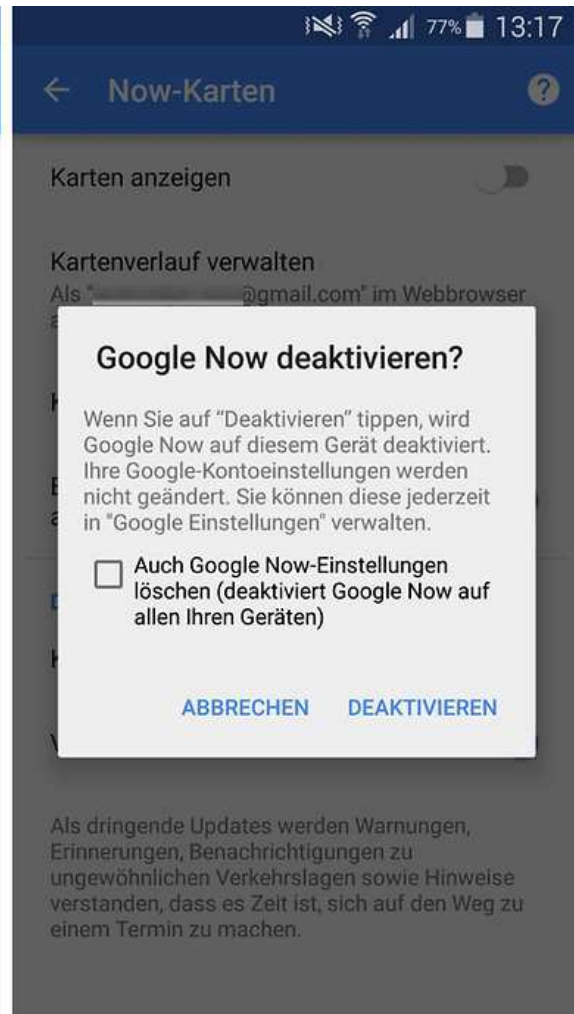 77% 13:17
Now-Karten
Karten anzeigen
Kartenverlauf verwalten
Als " @gmail.com" im Webbrowser
Google Now deaktivieren?
Wenn Sie auf "Deaktivieren" tippen, wird
Google Now auf diesem Gerät deaktiviert.
Ihre Google-Kontoeinstellungen werden
nicht geändert. Sie können diese jederzeit
in "Google Einstellungen" verwalten.
Auch Google Now-Einstellungen
löschen (deaktiviert Google Now auf
allen Ihren Geräten)
ABBRECHEN DEAKTIVIEREN
Als dringende Updates werden Warnungen,
Erinnerungen, Benachrichtigungen zu
ungewöhnlichen Verkehrslagen sowie Hinweise
verstanden, dass es Zeit ist, sich auf den Weg zu
einem Termin zu machen.